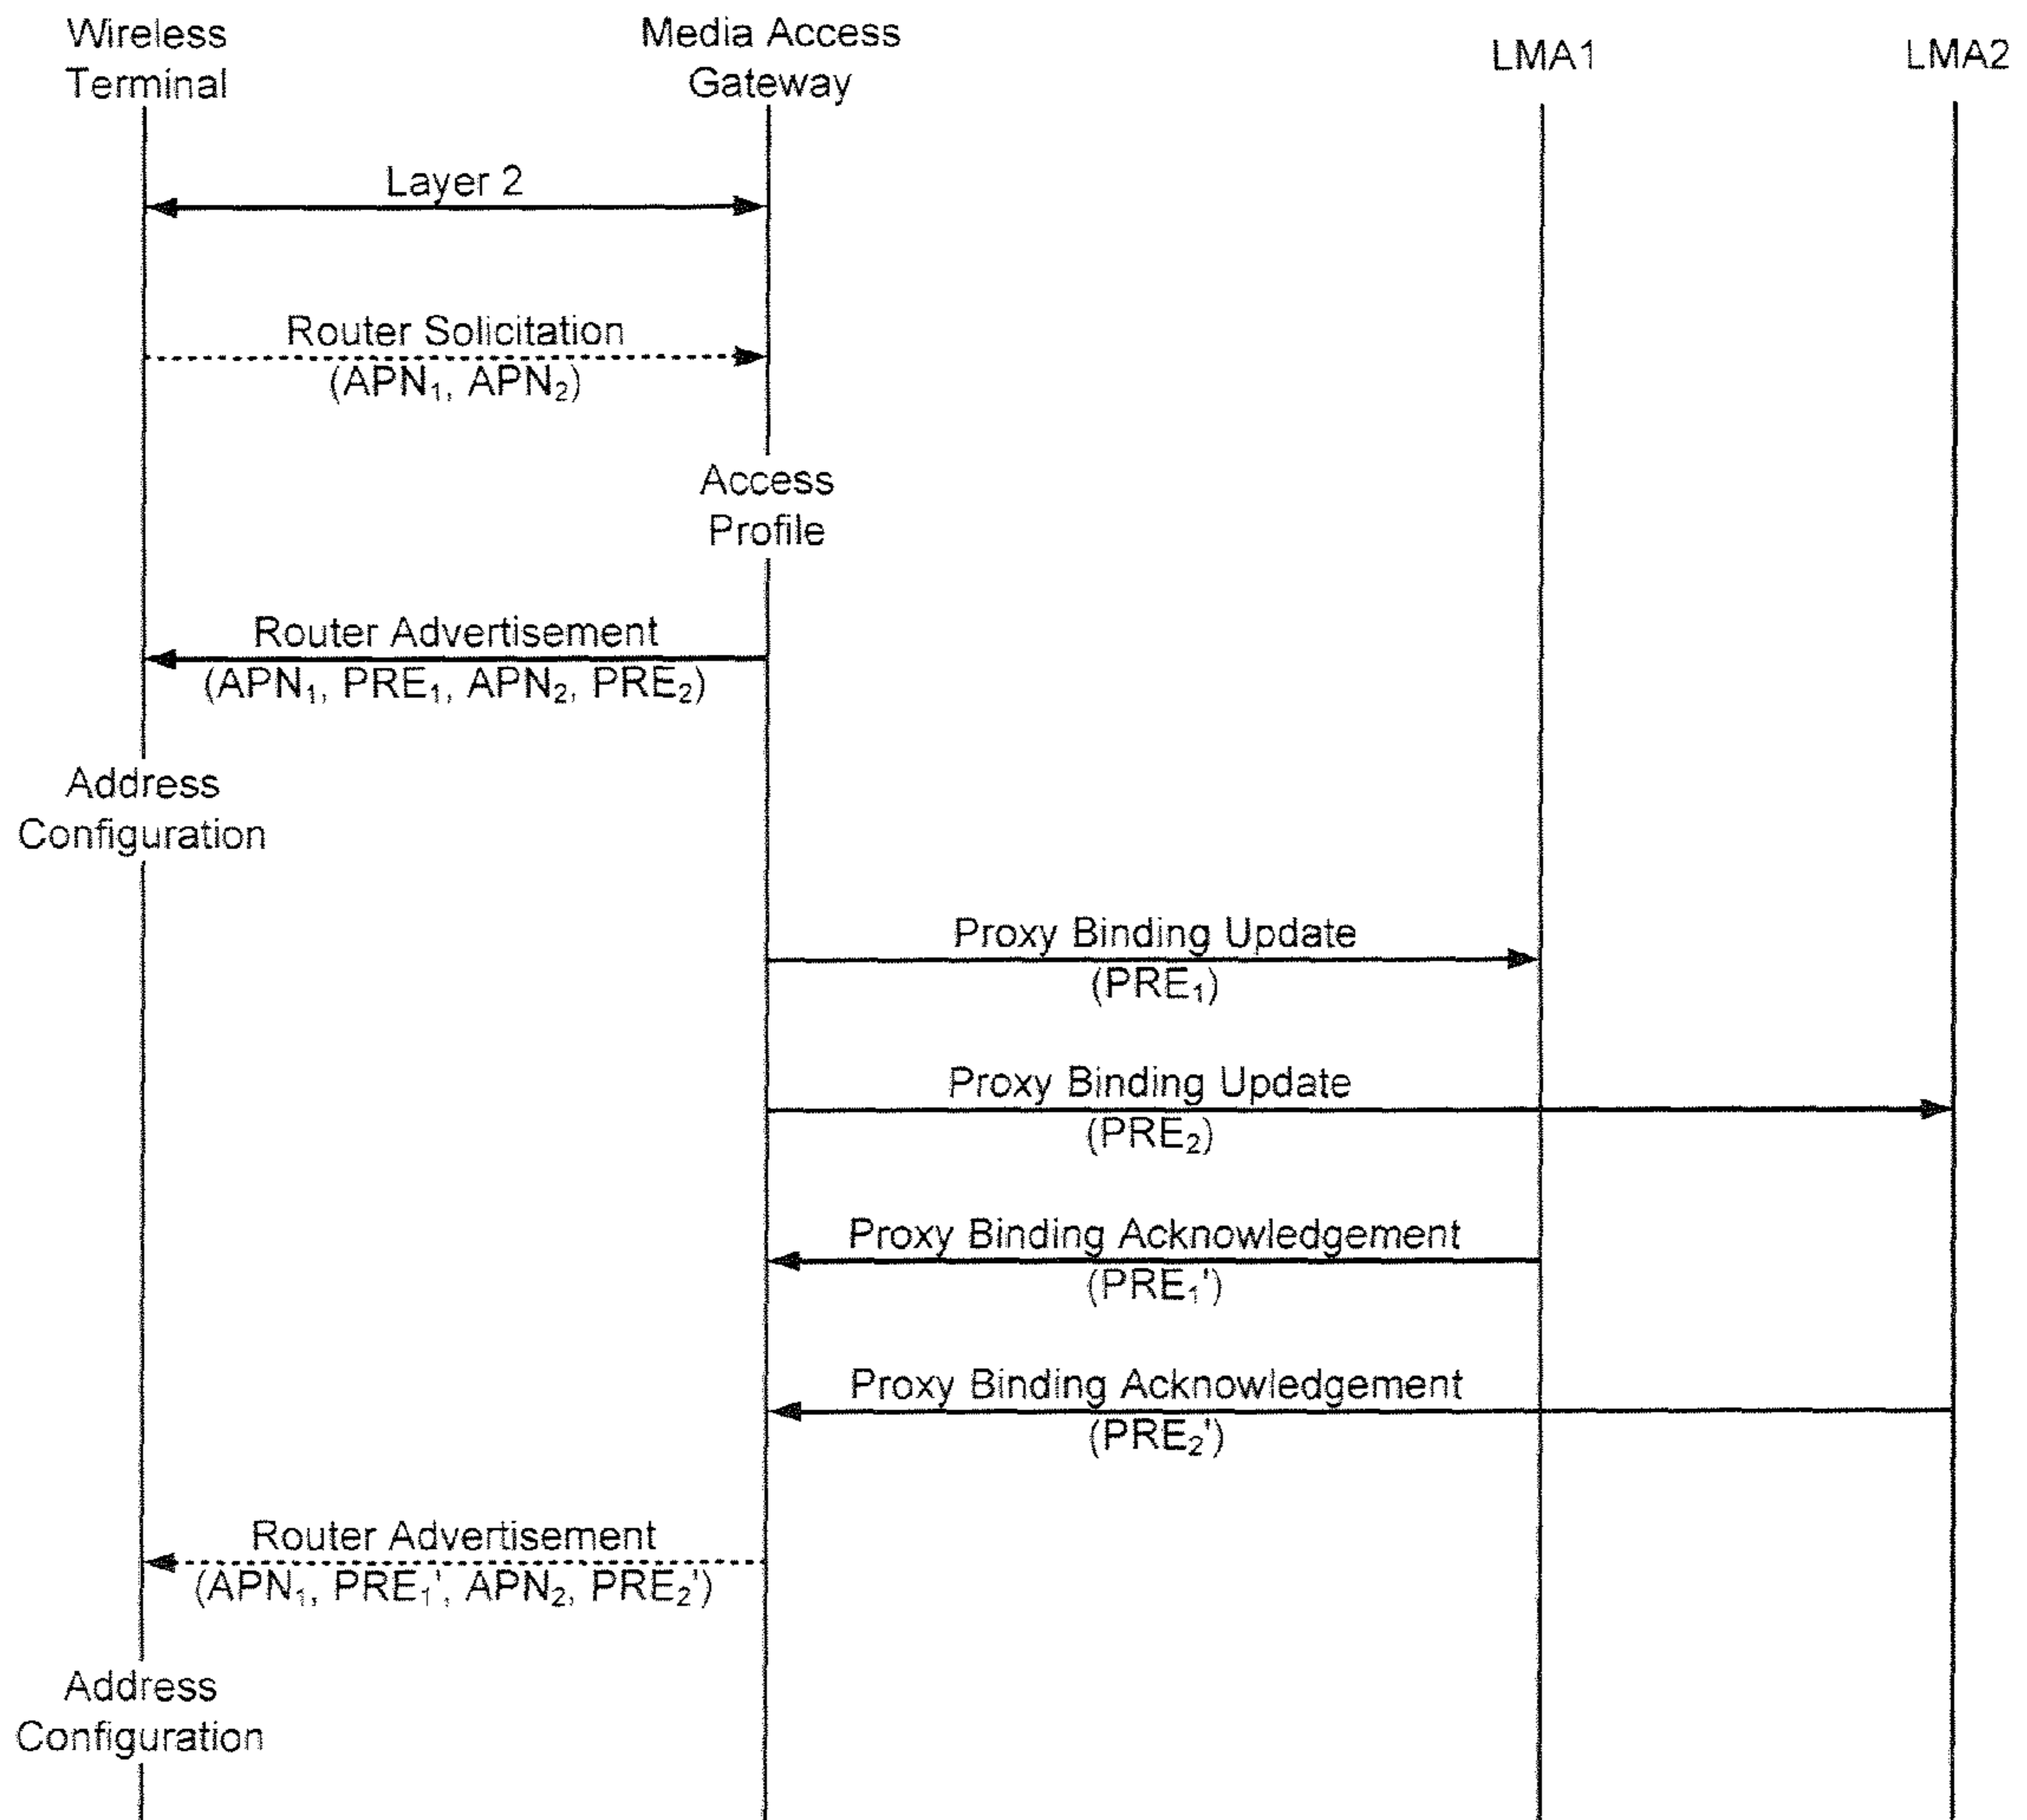 Wireless
Terminal
Media Access
Gateway
LMA1
LMA2
Layer 2
Router Solicitation
(APN₁, APN₂)
Access
Profile
Router Advertisement
(APN₁, PRE₁, APN₂, PRE₂)
Address
Configuration
Proxy Binding Update
(PRE₁)
Proxy Binding Update
(PRE₂)
Proxy Binding Acknowledgement
(PRE₁')
Proxy Binding Acknowledgement
(PRE₂')
Router Advertisement
(APN₁, PRE₁', APN₂, PRE₂')
Address
Configuration